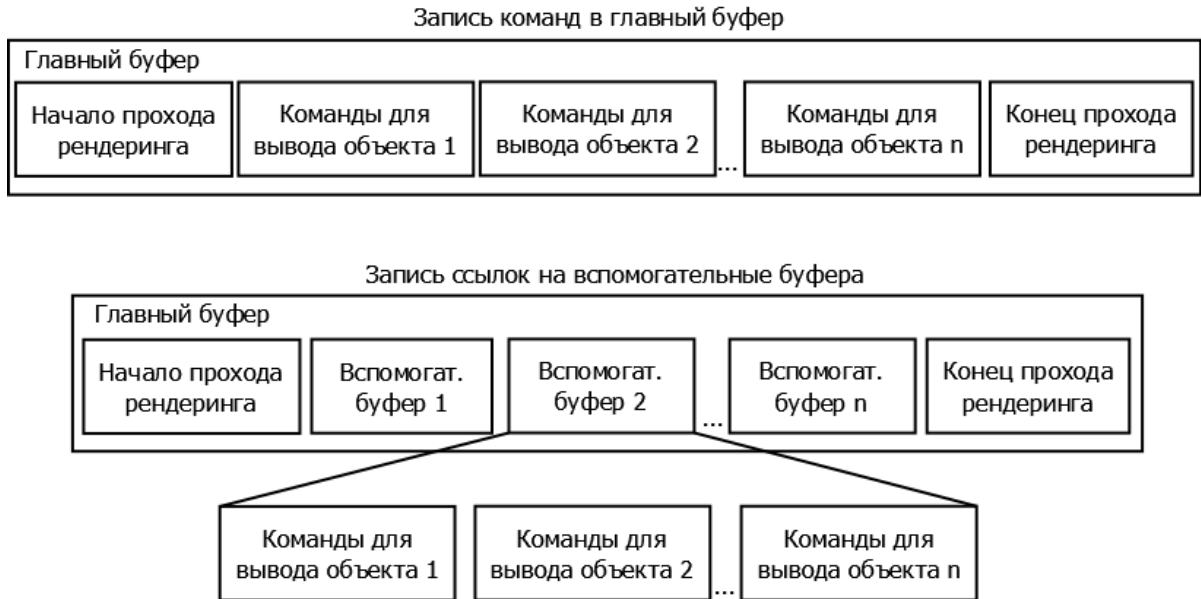 Запись команд в главный буфер
Главный буфер
Начало прохода
рендеринга
Команды для
вывода объекта 1
Команды для
вывода объекта 2
...
Команды для
вывода объекта n
Конец прохода
рендеринга
Запись ссылок на вспомогательные буфера
Главный буфер
Начало прохода
рендеринга
Вспомогат.
буфер 1
Вспомогат.
буфер 2
...
Вспомогат.
буфер n
Конец прохода
рендеринга
Команды для
вывода объекта 1
Команды для
вывода объекта 2
...
Команды для
вывода объекта n